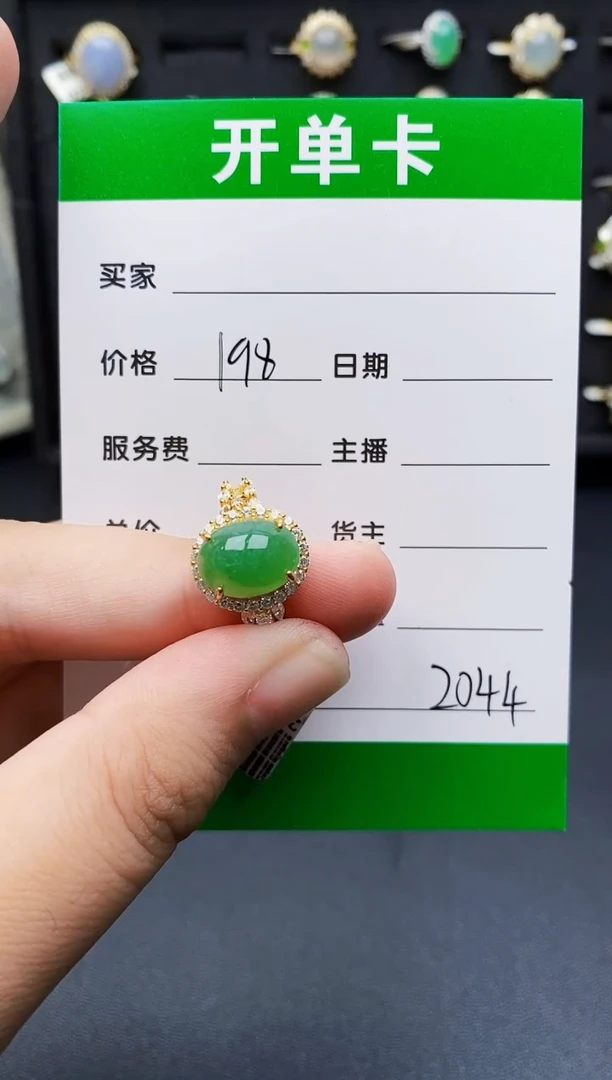 开单卡
买家
价格 198 日期
服务费 主播
货主
2044